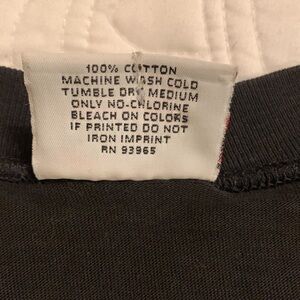 100% COTTON
MACHINE WASH COLD
TUMBLE DRY MEDIUM
ONLY NO-CHLORINE
BLEACH ON COLORS
IF PRINTED DO NOT
IRON IMPRINT
RN 93965